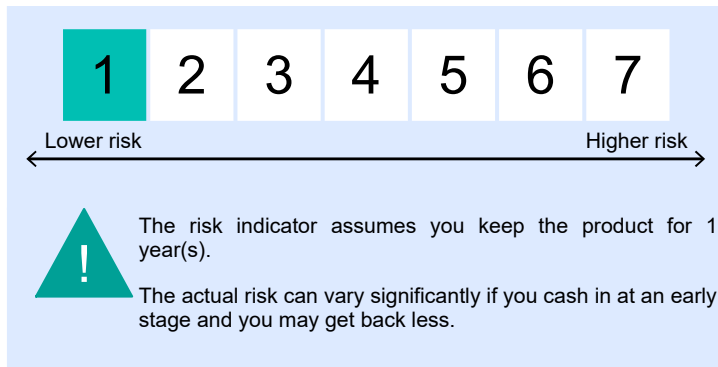 1 2 3 4 5 6 7
Lower risk Higher risk
!
The risk indicator assumes you keep the product for 1
year(s).
The actual risk can vary significantly if you cash in at an early
stage and you may get back less.